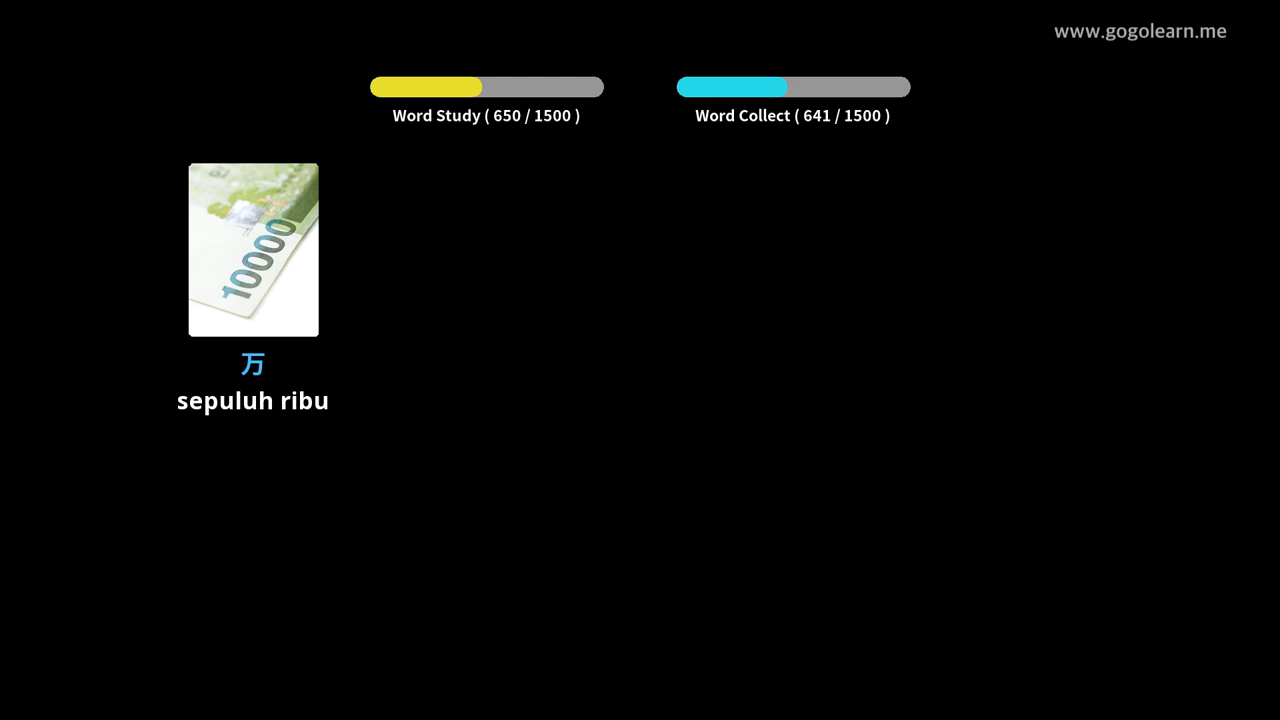 www.gogolearn.me
Word Study ( 650 / 1500 )
Word Collect ( 641 / 1500 )
10000
万
sepuluh ribu